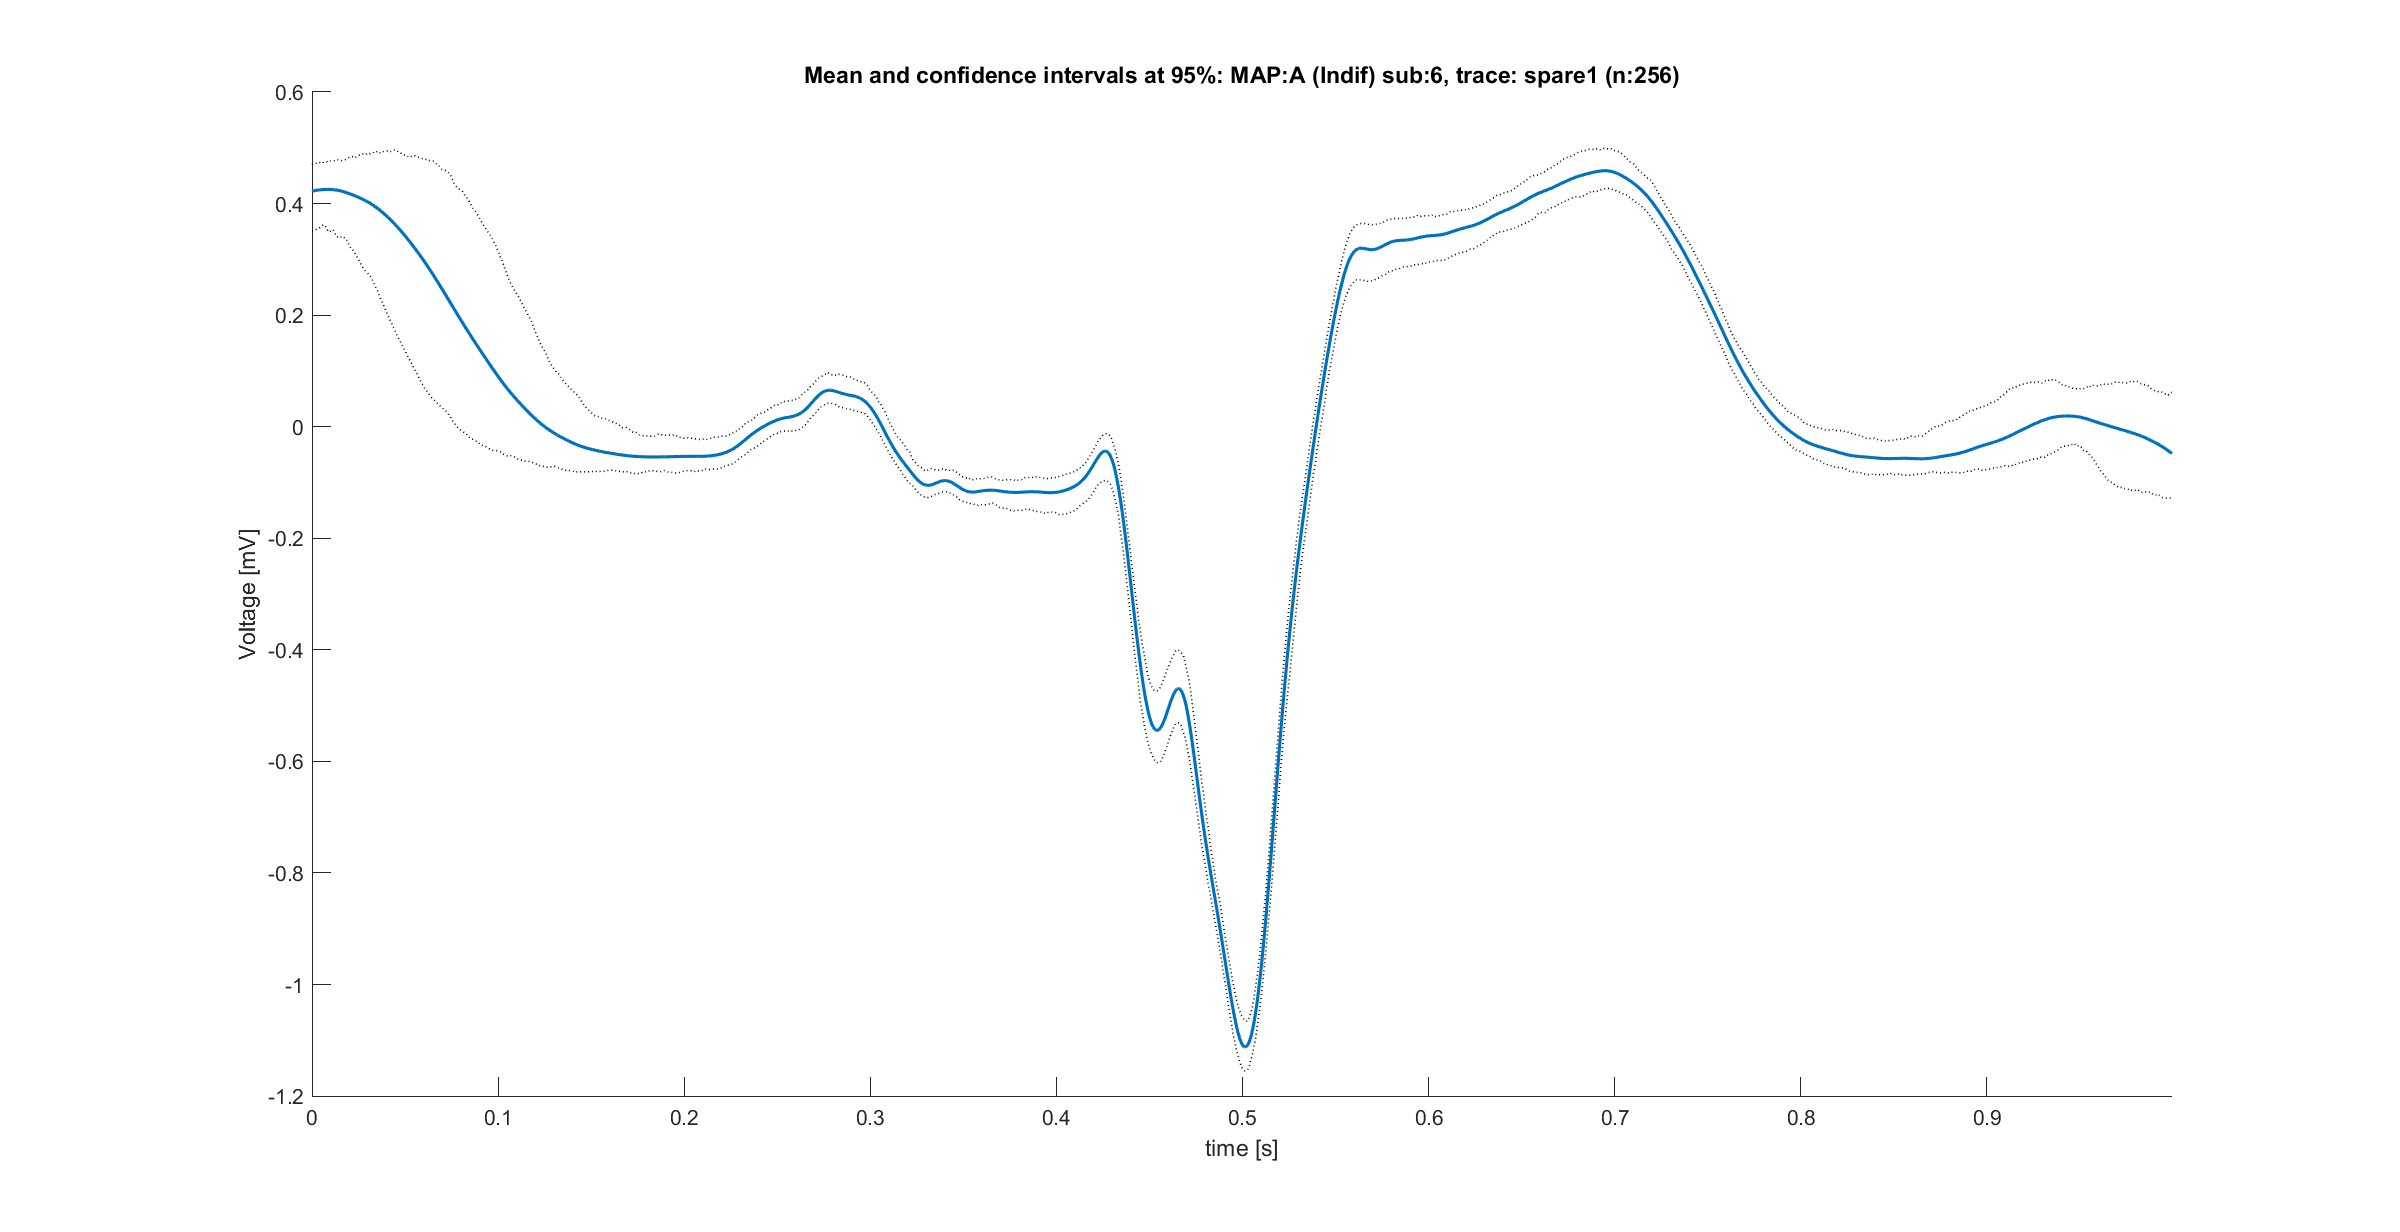 Mean and confidence intervals at 95%: MAP:A (Indif) sub:6, trace: spare1 (n:256)
0.6
0.4
0.2
0
-0.2
-0.4
-0.6
-0.8
-1
-1.2
Voltage [mV]
0 0.1 0.2 0.3 0.4 0.5 0.6 0.7 0.8 0.9
time [s]